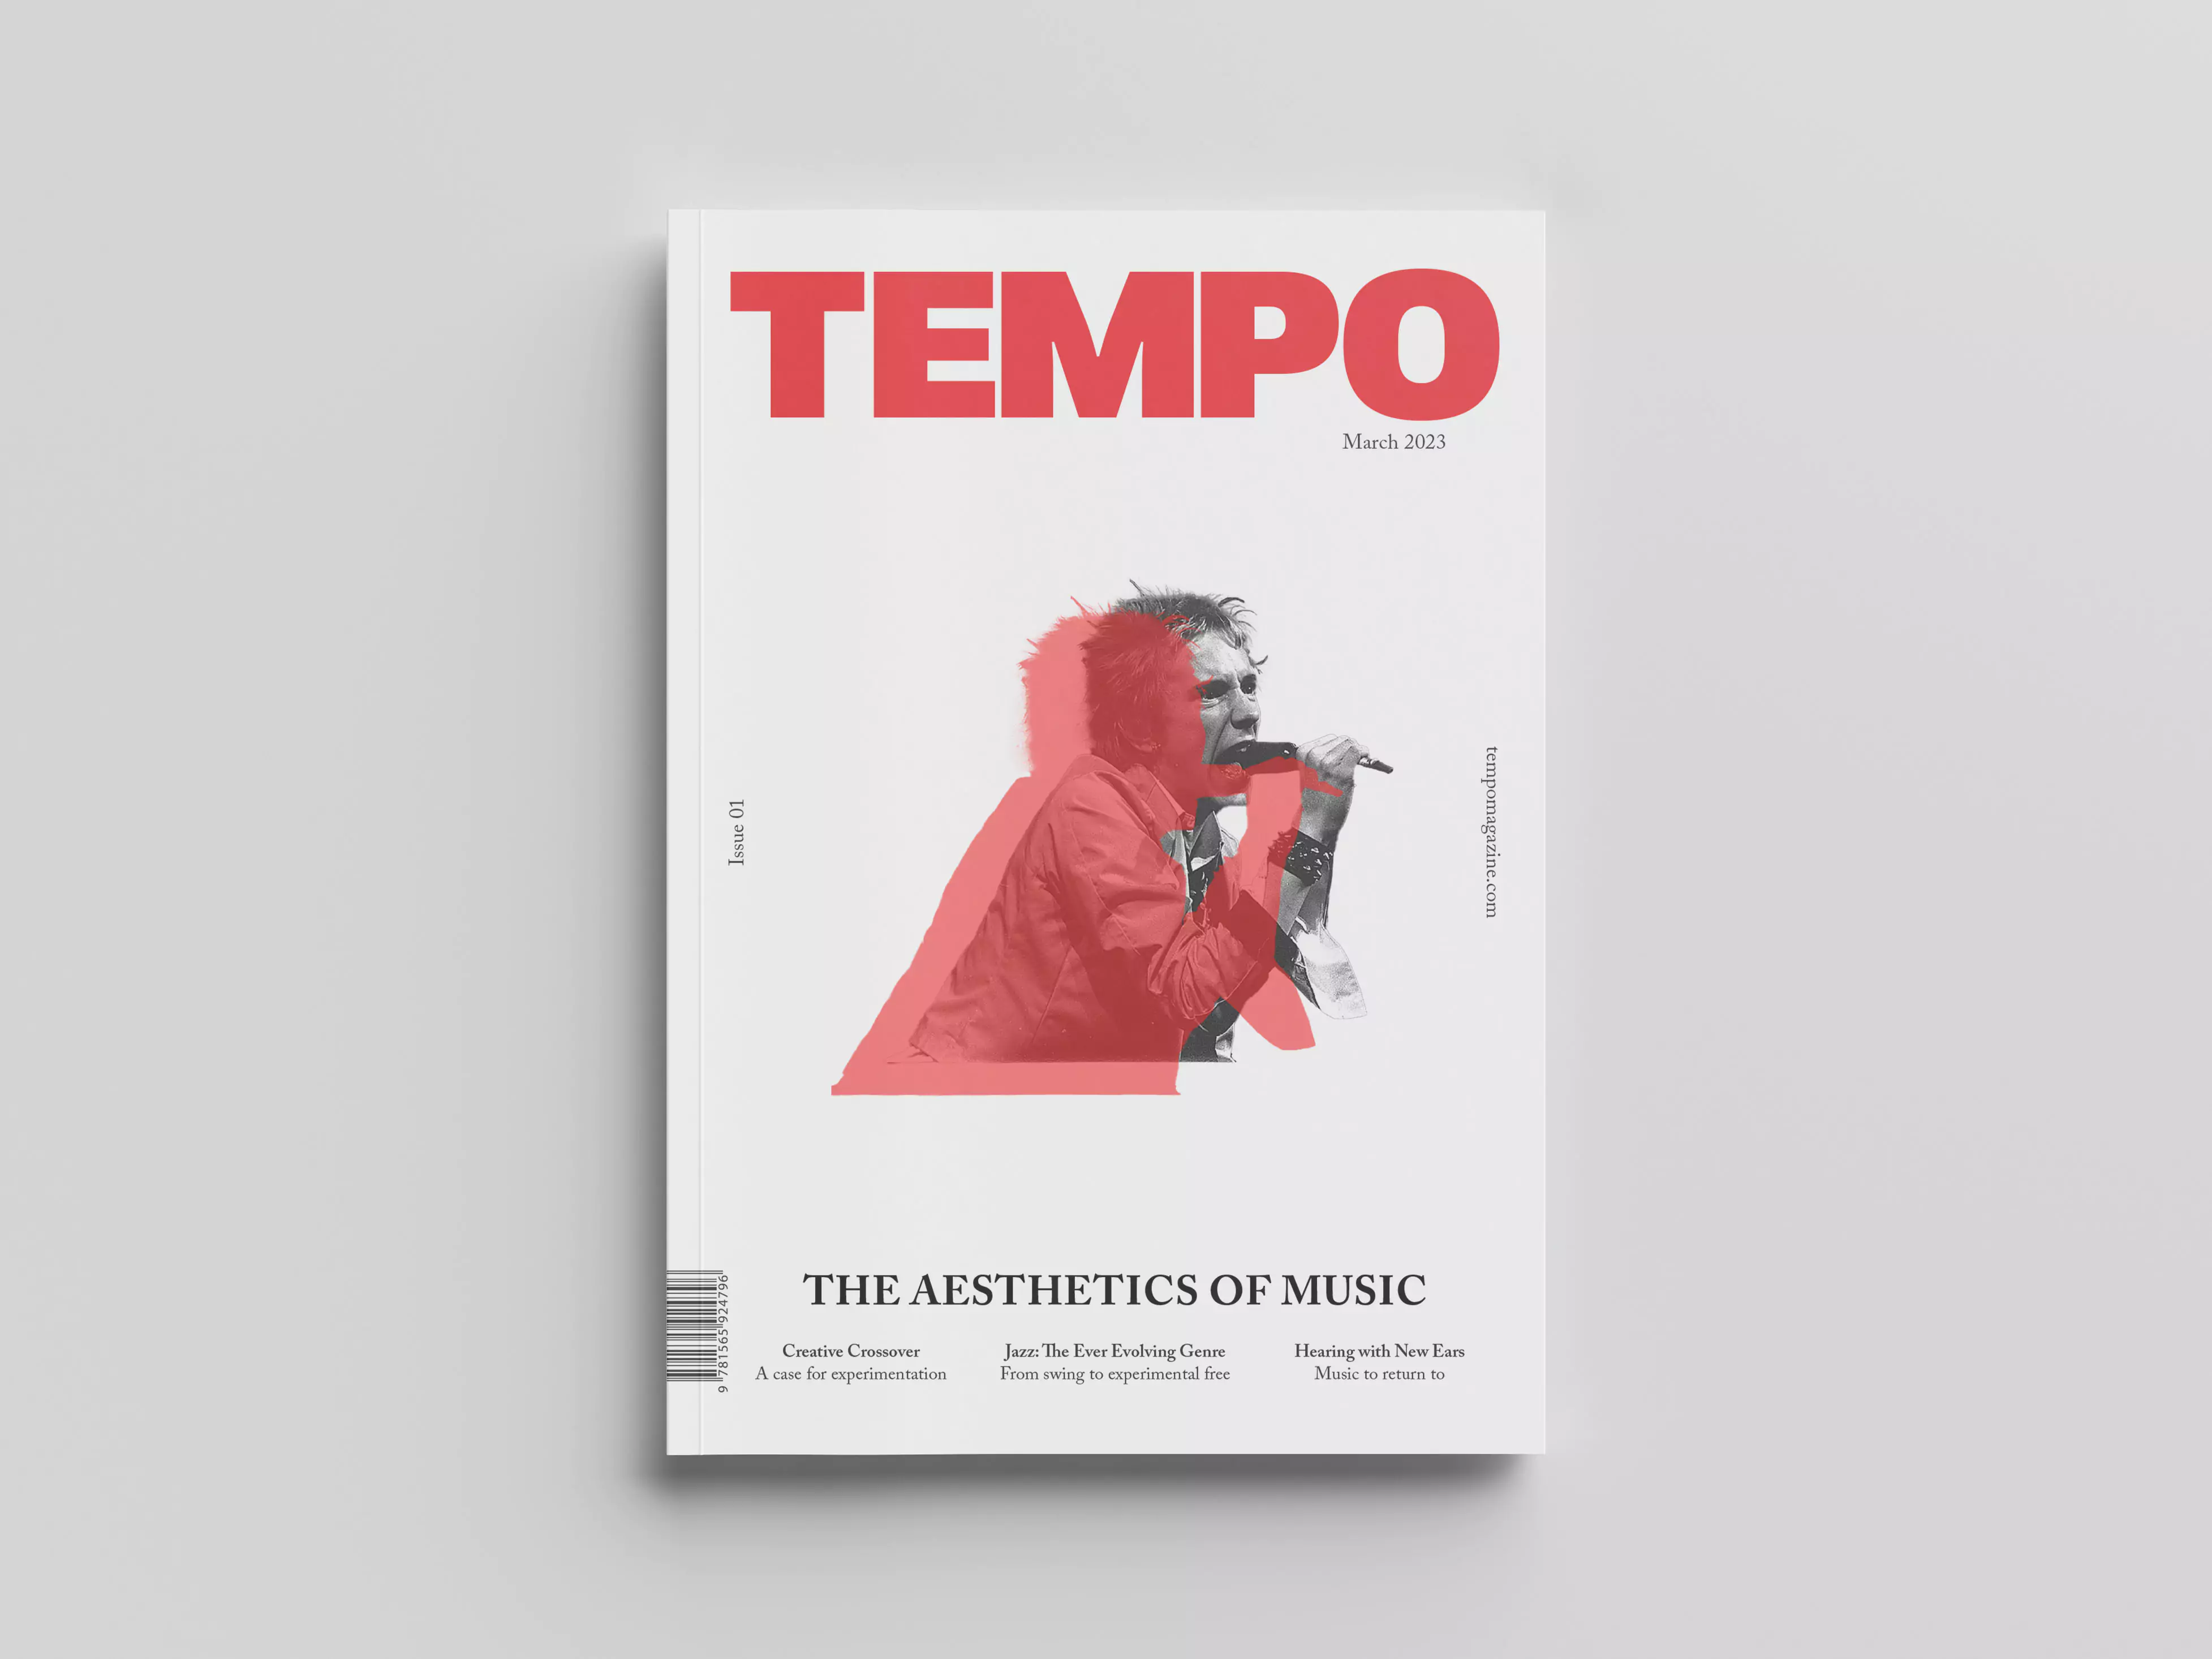 TEMPO
March 2023
Issue 01
tempomagazine.com
THE AESTHETICS OF MUSIC
Creative Crossover
A case for experimentation
Jazz: The Ever Evolving Genre
From swing to experimental free
Hearing with New Ears
Music to return to
9 781565 924796